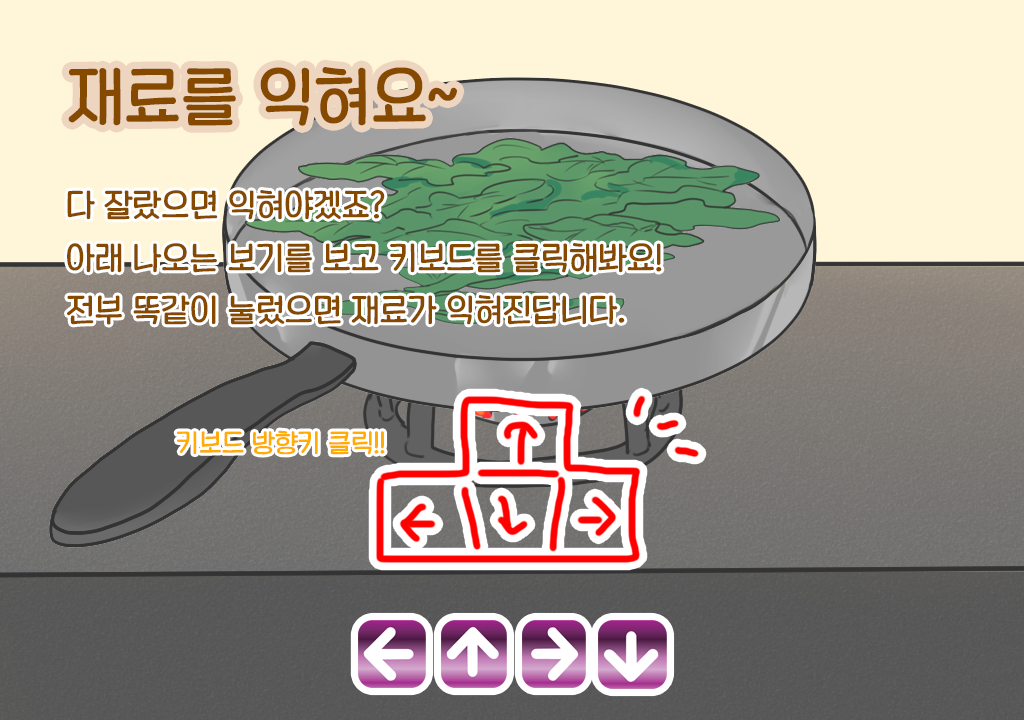 재료를 익혀요~
다 잘랐으면 익혀야겠죠?
아래 나오는 보기를 보고 키보드를 클릭해봐요!
전부 똑같이 눌렀으면 재료가 익혀진답니다.
키보드 방향키 클릭!!